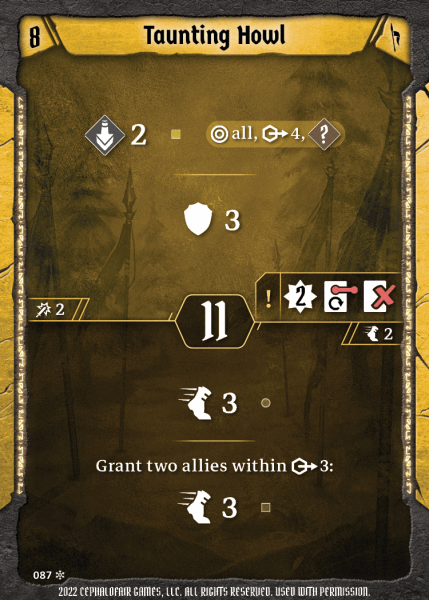 8 Taunting Howl
2 all, 4, ?
3
! 2
2
11
2
3
Grant two allies within 3:
3
087
2022 CEPHALOFAIR GAMES, LLC. ALL RIGHTS RESERVED. USED WITH PERMISSION.